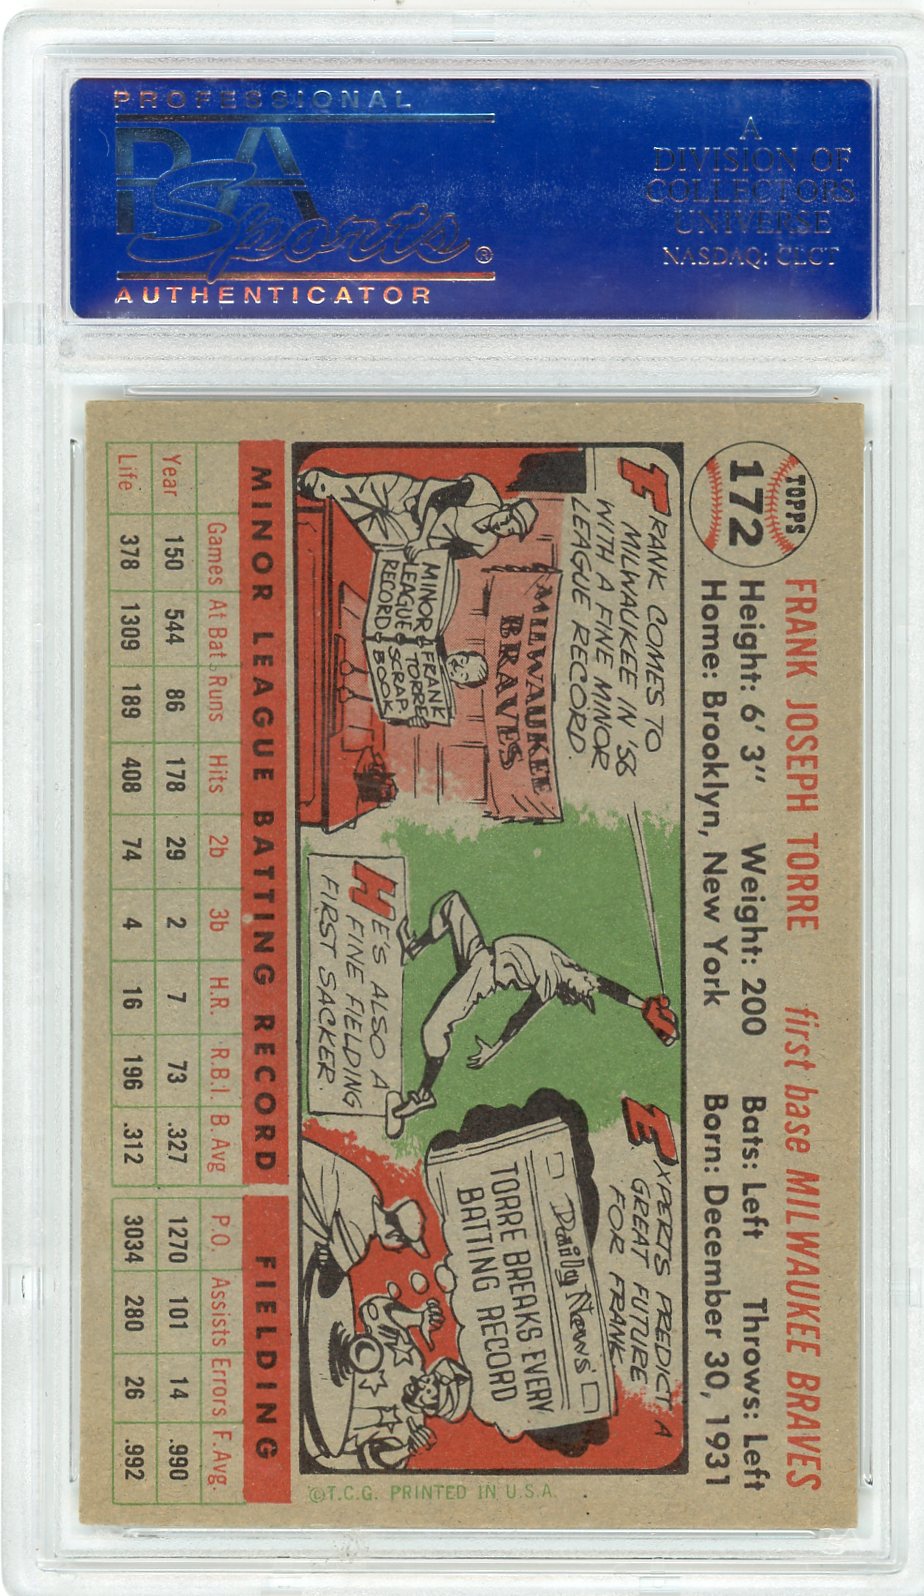 PROFESSIONAL
PSA
Sports®
AUTHENTICATOR
A
DIVISION OF
COLLECTORS
UNIVERSE
NASDAQ: CLCT
TOPPS
172
FRANK JOSEPH TORRE first base MILWAUKEE BRAVES
Height: 6' 3" Weight: 200 Bats: Left Throws: Left
Home: Brooklyn, New York Born: December 30, 1931
FRANK COMES TO
MILWAUKEE IN '56
WITH A FINE MINOR
LEAGUE RECORD.
MILWAUKEE
BRAVES
MINOR
LEAGUE
RECORD
FRANK
TORRE
SCRAP
BOOK
HE'S ALSO A
FINE FIELDING
FIRST SACKER.
EXPERTS PREDICT A
GREAT FUTURE
FOR FRANK.
Daily News
TORRE BREAKS EVERY
BATTING RECORD
MINOR LEAGUE BATTING RECORD FIELDING
Games At Bat Runs Hits 2b 3b H.R. R.B.I. B. Avg P.O. Assists Errors F. Avg.
Year 150 544 86 178 29 2 7 73 .327 1270 101 14 .990
Life 378 1309 189 408 74 4 16 196 .312 3034 280 26 .992
©T.C.G. PRINTED IN U.S.A.